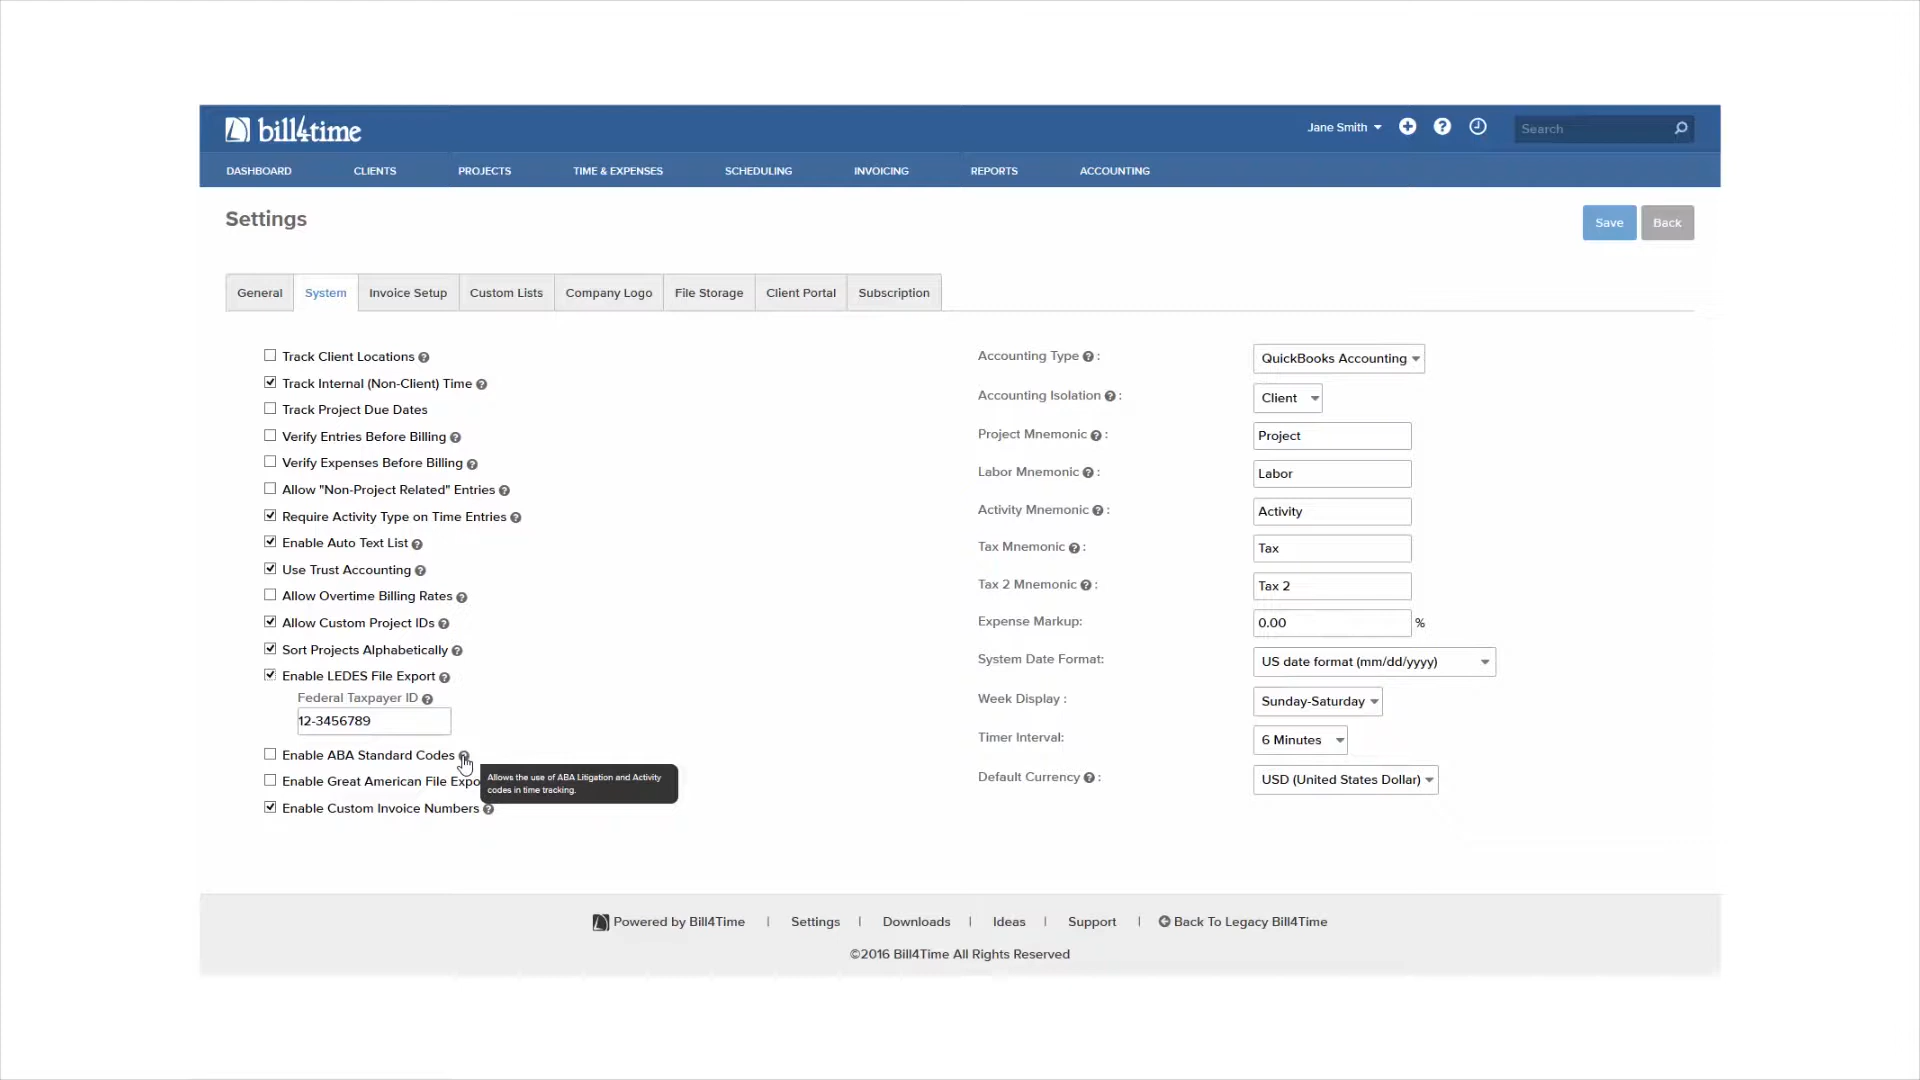 bill4time
Jane Smith
Search
DASHBOARD CLIENTS PROJECTS TIME & EXPENSES SCHEDULING INVOICING REPORTS ACCOUNTING
Settings
Save Back
General System Invoice Setup Custom Lists Company Logo File Storage Client Portal Subscription
Track Client Locations
Track Internal (Non-Client) Time
Track Project Due Dates
Verify Entries Before Billing
Verify Expenses Before Billing
Allow "Non-Project Related" Entries
Require Activity Type on Time Entries
Enable Auto Text List
Use Trust Accounting
Allow Overtime Billing Rates
Allow Custom Project IDs
Sort Projects Alphabetically
Enable LEDES File Export
Federal Taxpayer ID
12-3456789
Enable ABA Standard Codes
Allows the use of ABA Litigation and Activity
codes in time tracking.
Enable Great American File Expo
Enable Custom Invoice Numbers
Accounting Type : QuickBooks Accounting
Accounting Isolation : Client
Project Mnemonic : Project
Labor Mnemonic : Labor
Activity Mnemonic : Activity
Tax Mnemonic : Tax
Tax 2 Mnemonic : Tax 2
Expense Markup: 0.00 %
System Date Format: US date format (mm/dd/yyyy)
Week Display : Sunday-Saturday
Timer Interval: 6 Minutes
Default Currency : USD (United States Dollar)
Powered by Bill4Time | Settings | Downloads | Ideas | Support | Back To Legacy Bill4Time
©2016 Bill4Time All Rights Reserved